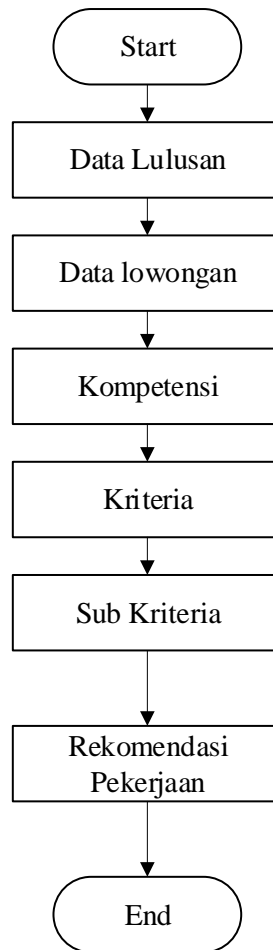 Start
Data Lulusan
Data lowongan
Kompetensi
Kriteria
Sub Kriteria
Rekomendasi
Pekerjaan
End